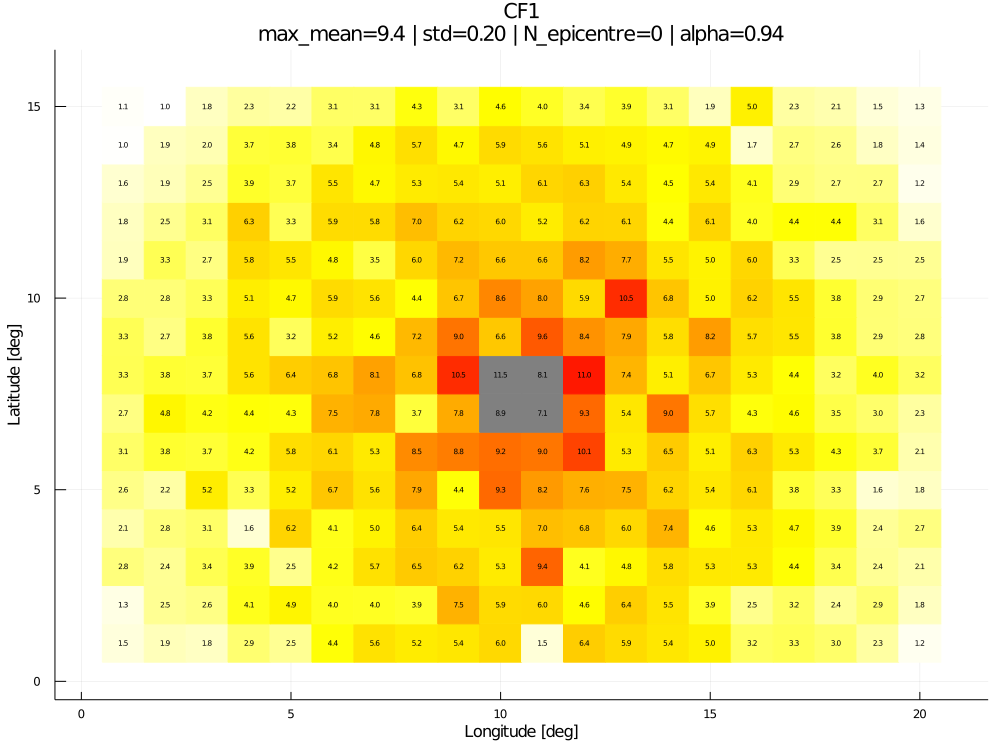 CF1
max_mean=9.4 | std=0.20 | N_epicentre=0 | alpha=0.94
15 1.1 1.0 1.8 2.3 2.2 3.1 3.1 4.3 3.1 4.6 4.0 3.4 3.9 3.1 1.9 5.0 2.3 2.1 1.5 1.3
1.0 1.9 2.0 3.7 3.8 3.4 4.8 5.7 4.7 5.9 5.6 5.1 4.9 4.7 4.9 1.7 2.7 2.6 1.8 1.4
1.6 1.9 2.5 3.9 3.7 5.5 4.7 5.3 5.4 5.1 6.1 6.3 5.4 4.5 5.4 4.1 2.9 2.7 2.7 1.2
1.8 2.5 3.1 6.3 3.3 5.9 5.8 7.0 6.2 6.0 5.2 6.2 6.1 4.4 6.1 4.0 4.4 4.4 3.1 1.6
1.9 3.3 2.7 5.8 5.5 4.8 3.5 6.0 7.2 6.6 6.6 8.2 7.7 5.5 5.0 6.0 3.3 2.5 2.5 2.5
10 2.8 2.8 3.3 5.1 4.7 5.9 5.6 4.4 6.7 8.6 8.0 5.9 10.5 6.8 5.0 6.2 5.5 3.8 2.9 2.7
3.3 2.7 3.8 5.6 3.2 5.2 4.6 7.2 9.0 6.6 9.6 8.4 7.9 5.8 8.2 5.7 5.5 3.8 2.9 2.8
3.3 3.8 3.7 5.6 6.4 6.8 8.1 6.8 10.5 11.5 8.1 11.0 7.4 5.1 6.7 5.3 4.4 3.2 4.0 3.2
2.7 4.8 4.2 4.4 4.3 7.5 7.8 3.7 7.8 8.9 7.1 9.3 5.4 9.0 5.7 4.3 4.6 3.5 3.0 2.3
3.1 3.8 3.7 4.2 5.8 6.1 5.3 8.5 8.8 9.2 9.0 10.1 5.3 6.5 5.1 6.3 5.3 4.3 3.7 2.1
5 2.6 2.2 5.2 3.3 5.2 6.7 5.6 7.9 4.4 9.3 8.2 7.6 7.5 6.2 5.4 6.1 3.8 3.3 1.6 1.8
2.1 2.8 3.1 1.6 6.2 4.1 5.0 6.4 5.4 5.5 7.0 6.8 6.0 7.4 4.6 5.3 4.7 3.9 2.4 2.7
2.8 2.4 3.4 3.9 2.5 4.2 5.7 6.5 6.2 5.3 9.4 4.1 4.8 5.8 5.3 5.3 4.4 3.4 2.4 2.1
1.3 2.5 2.6 4.1 4.9 4.0 4.0 3.9 7.5 5.9 6.0 4.6 6.4 5.5 3.9 2.5 3.2 2.4 2.9 1.8
1.5 1.9 1.8 2.9 2.5 4.4 5.6 5.2 5.4 6.0 1.5 6.4 5.9 5.4 5.0 3.2 3.3 3.0 2.3 1.2
0
0 5 10 15 20
Longitude [deg]
Latitude [deg]